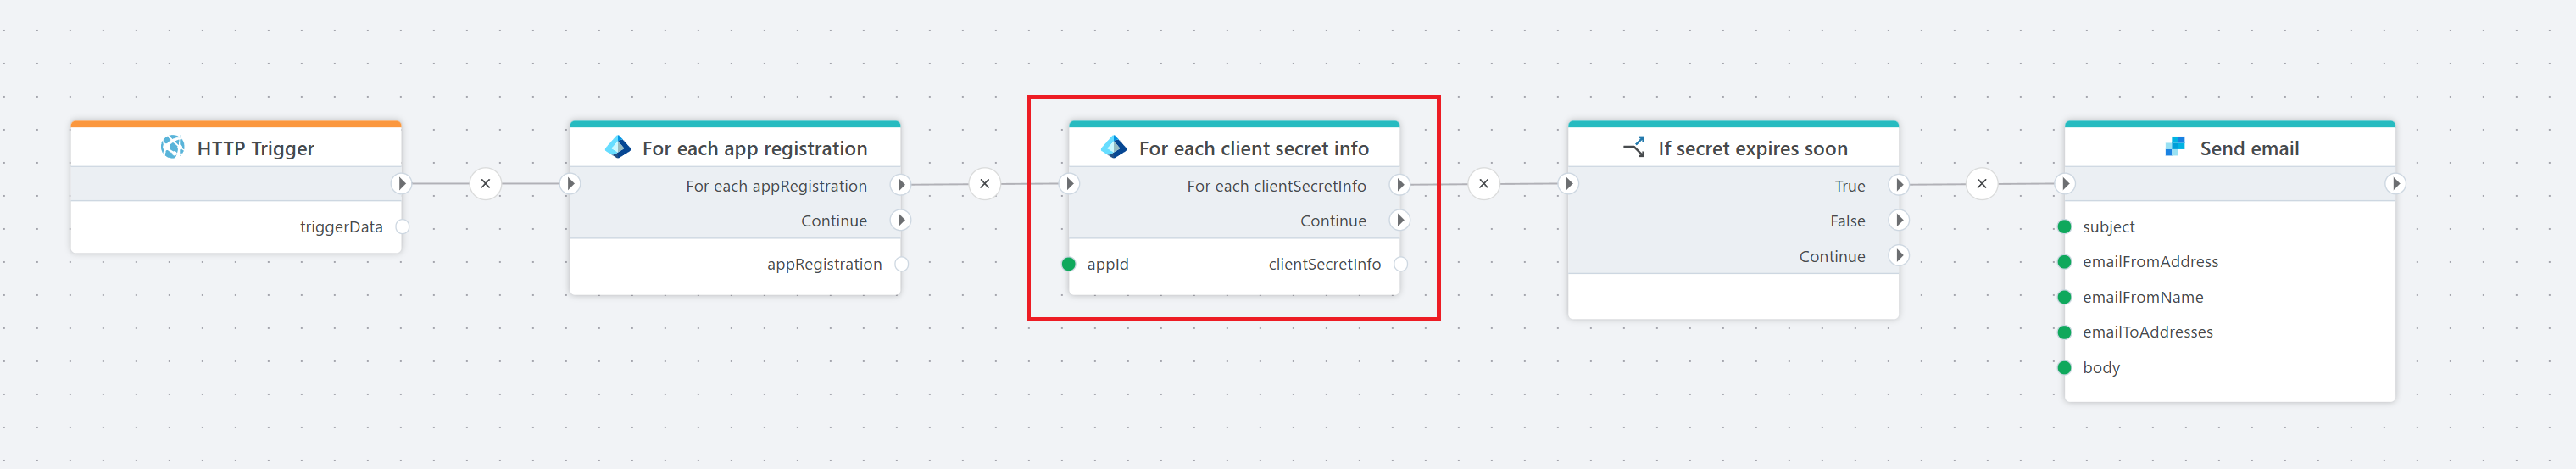 HTTP Trigger
triggerData
For each app registration
For each appRegistration
Continue
appRegistration
For each client secret info
For each clientSecretInfo
Continue
appId clientSecretInfo
If secret expires soon
True
False
Continue
Send email
subject
emailFromAddress
emailFromName
emailToAddresses
body